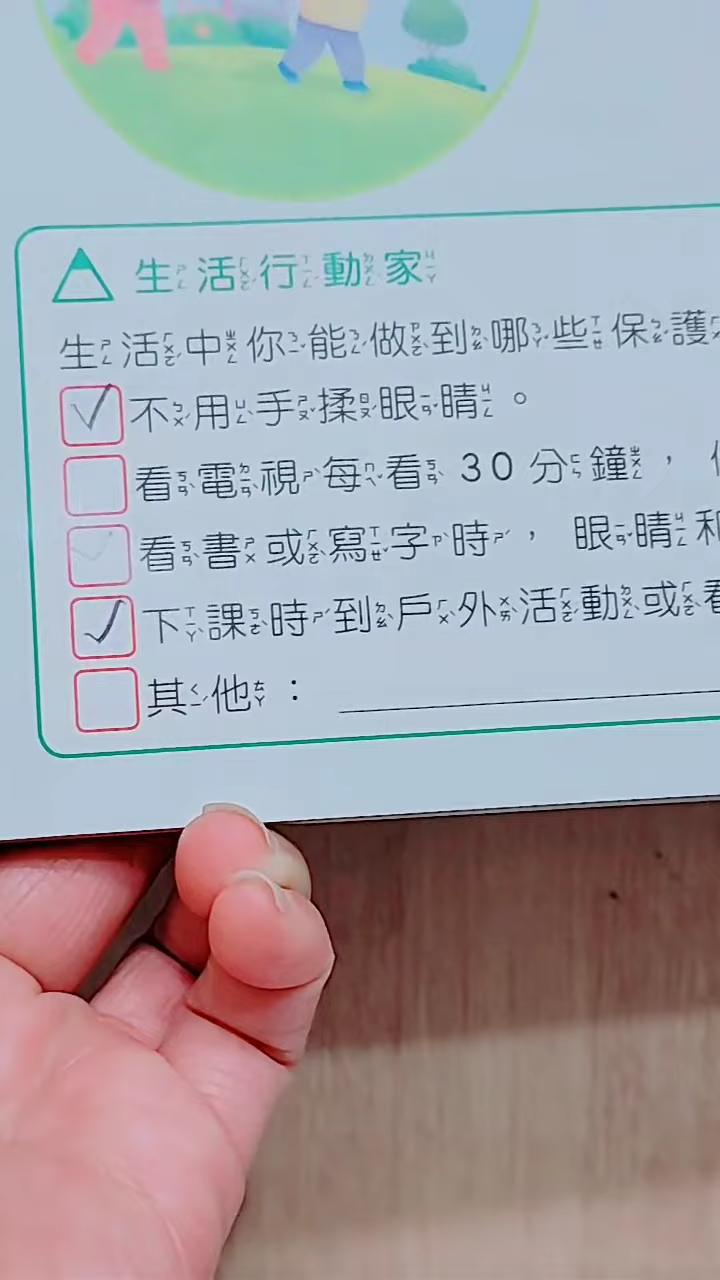 生活行動家
生活中你能做到哪些保護
不用手揉眼睛。
看電視每看30分鐘，
看書或寫字時，眼睛和
下課時到戶外活動或看
其他：